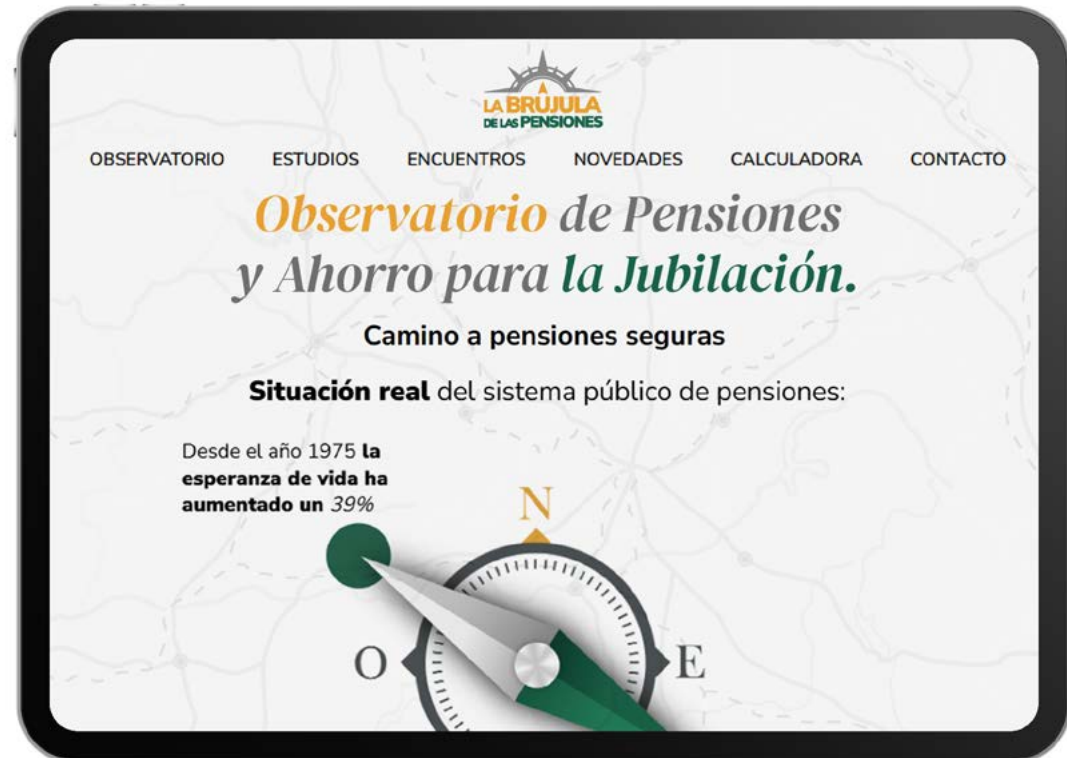 LA BRÚJULA
DE LAS PENSIONES
OBSERVATORIO ESTUDIOS ENCUENTROS NOVEDADES CALCULADORA CONTACTO
Observatorio de Pensiones
y Ahorro para la Jubilación.
Camino a pensiones seguras
Situación real del sistema público de pensiones:
Desde el año 1975 la
esperanza de vida ha
aumentado un 39%
N
O
E